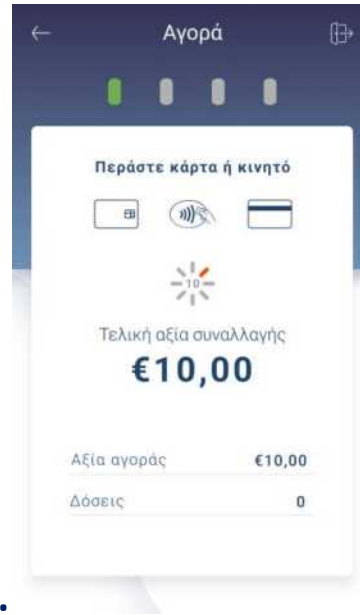 Αγορά
Περάστε κάρτα ή κινητό
10
Τελική αξία συναλλαγής
€10,00
Αξία αγοράς €10,00
Δόσεις 0